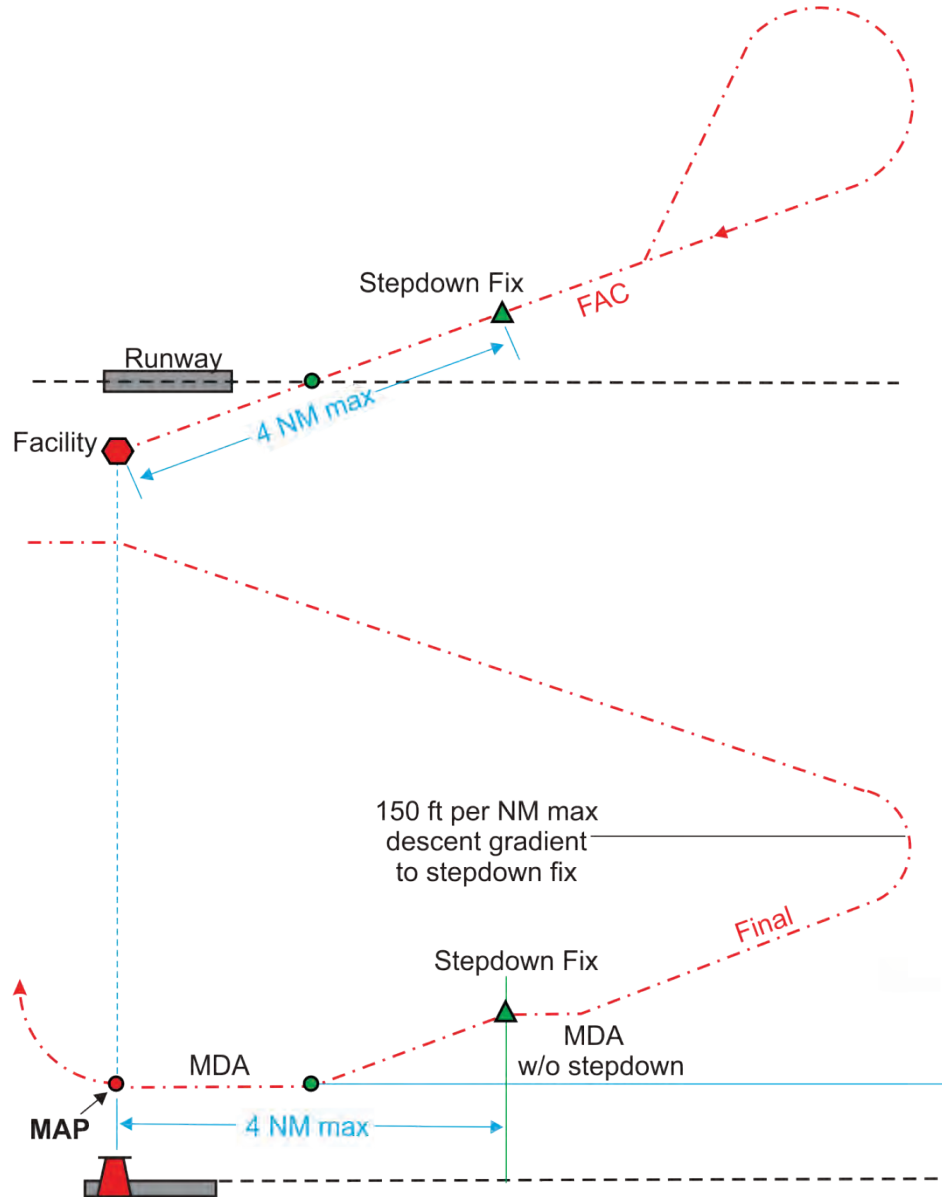 Stepdown Fix
FAC
Runway
4 NM max
Facility
150 ft per NM max
descent gradient
to stepdown fix
Final
Stepdown Fix
MDA
w/o stepdown
MDA
MAP
4 NM max